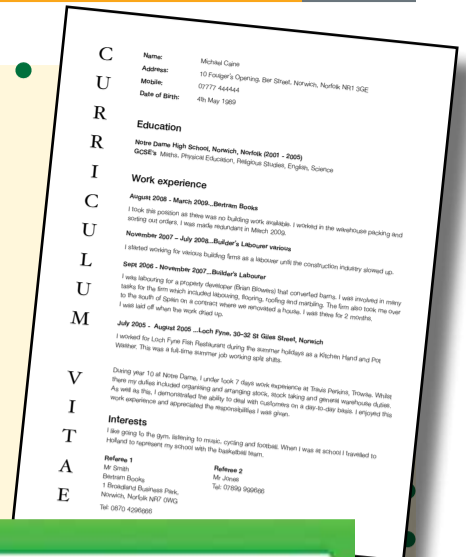 CURRICULUM VITAE
Name: Michael Caine
Address: 10 Foulger's Opening, Ber Street, Norwich, Norfolk NR1 3GE
Mobile: 07777 444444
Date of Birth: 4th May 1989
Education
Notre Dame High School, Norwich, Norfolk (2001 - 2005)
GCSE's Maths, Physical Education, Religious Studies, English, Science
Work experience
August 2008 - March 2009...Bertram Books
I took this position as there was no building work available. I worked in the warehouse packing and
sorting out orders. I was made redundant in March 2009.
November 2007 – July 2008...Builder's Labourer various
I started working for various building firms as a labourer until the construction industry slowed up.
Sept 2006 - November 2007...Builder's Labourer
I was labouring for a property developer (Brian Blowers) that converted barns. I was involved in many
tasks for the firm which included labouring, flooring, roofing and marbling. The firm also took me over
to the south of Spain on a contract where we renovated a house. I was there for 2 months.
I was laid off when the work dried up.
July 2005 - August 2005 ...Loch Fyne, 30–32 St Giles Street, Norwich
I worked for Loch Fyne Fish Restaurant during the summer holidays as a Kitchen Hand and Pot
Washer. This was a full-time summer job working split shifts.
During year 10 at Notre Dame, I under took 7 days work experience at Travis Perkins, Trowse. Whilst
there my duties included organising and arranging stock, stock taking and general warehouse duties.
As well as this, I demonstrated the ability to deal with customers on a day-to-day basis. I enjoyed this
work experience and appreciated the responsibilities I was given.
Interests
I like going to the gym, listening to music, cycling and football. When I was at school I travelled to
Holland to represent my school with the basketball team.
Referee 1
Mr Smith
Bertram Books
1 Broadland Business Park,
Norwich, Norfolk NR7 0WG
Tel: 0870 4296666
Referee 2
Mr Jones
Tel: 07899 999666